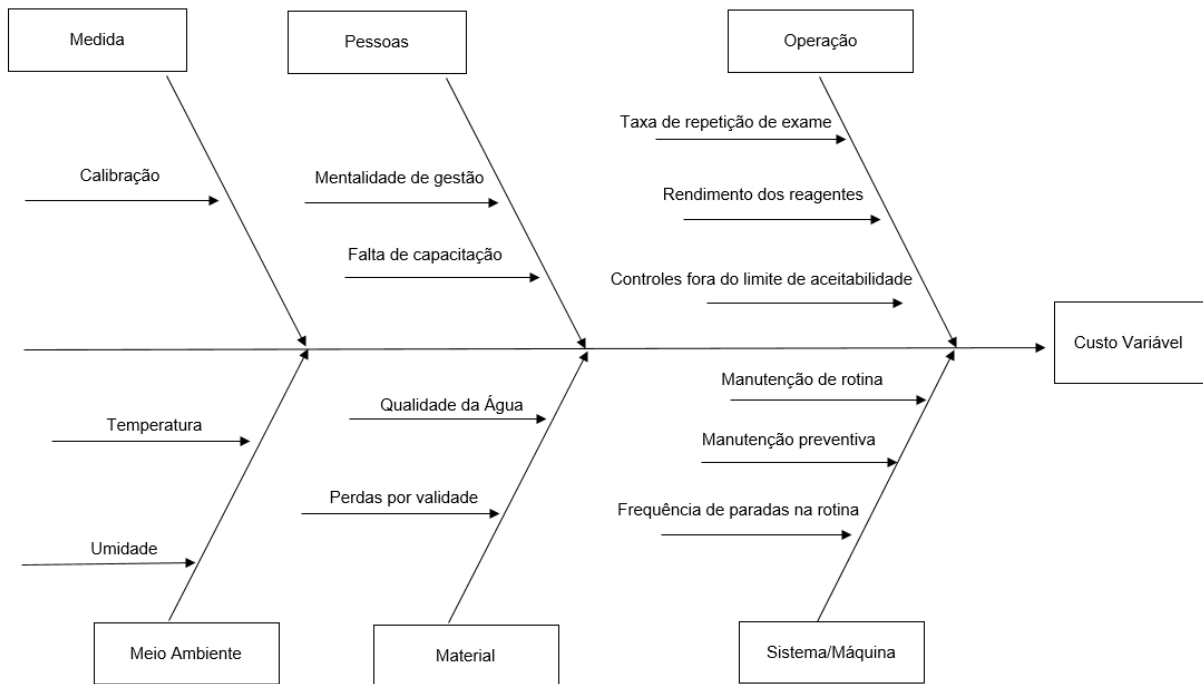 Medida
Pessoas
Operação
Taxa de repetição de exame
Calibração
Mentalidade de gestão
Rendimento dos reagentes
Falta de capacitação
Controles fora do limite de aceitabilidade
Custo Variável
Manutenção de rotina
Qualidade da Água
Temperatura
Manutenção preventiva
Perdas por validade
Frequência de paradas na rotina
Umidade
Meio Ambiente
Material
Sistema/Máquina